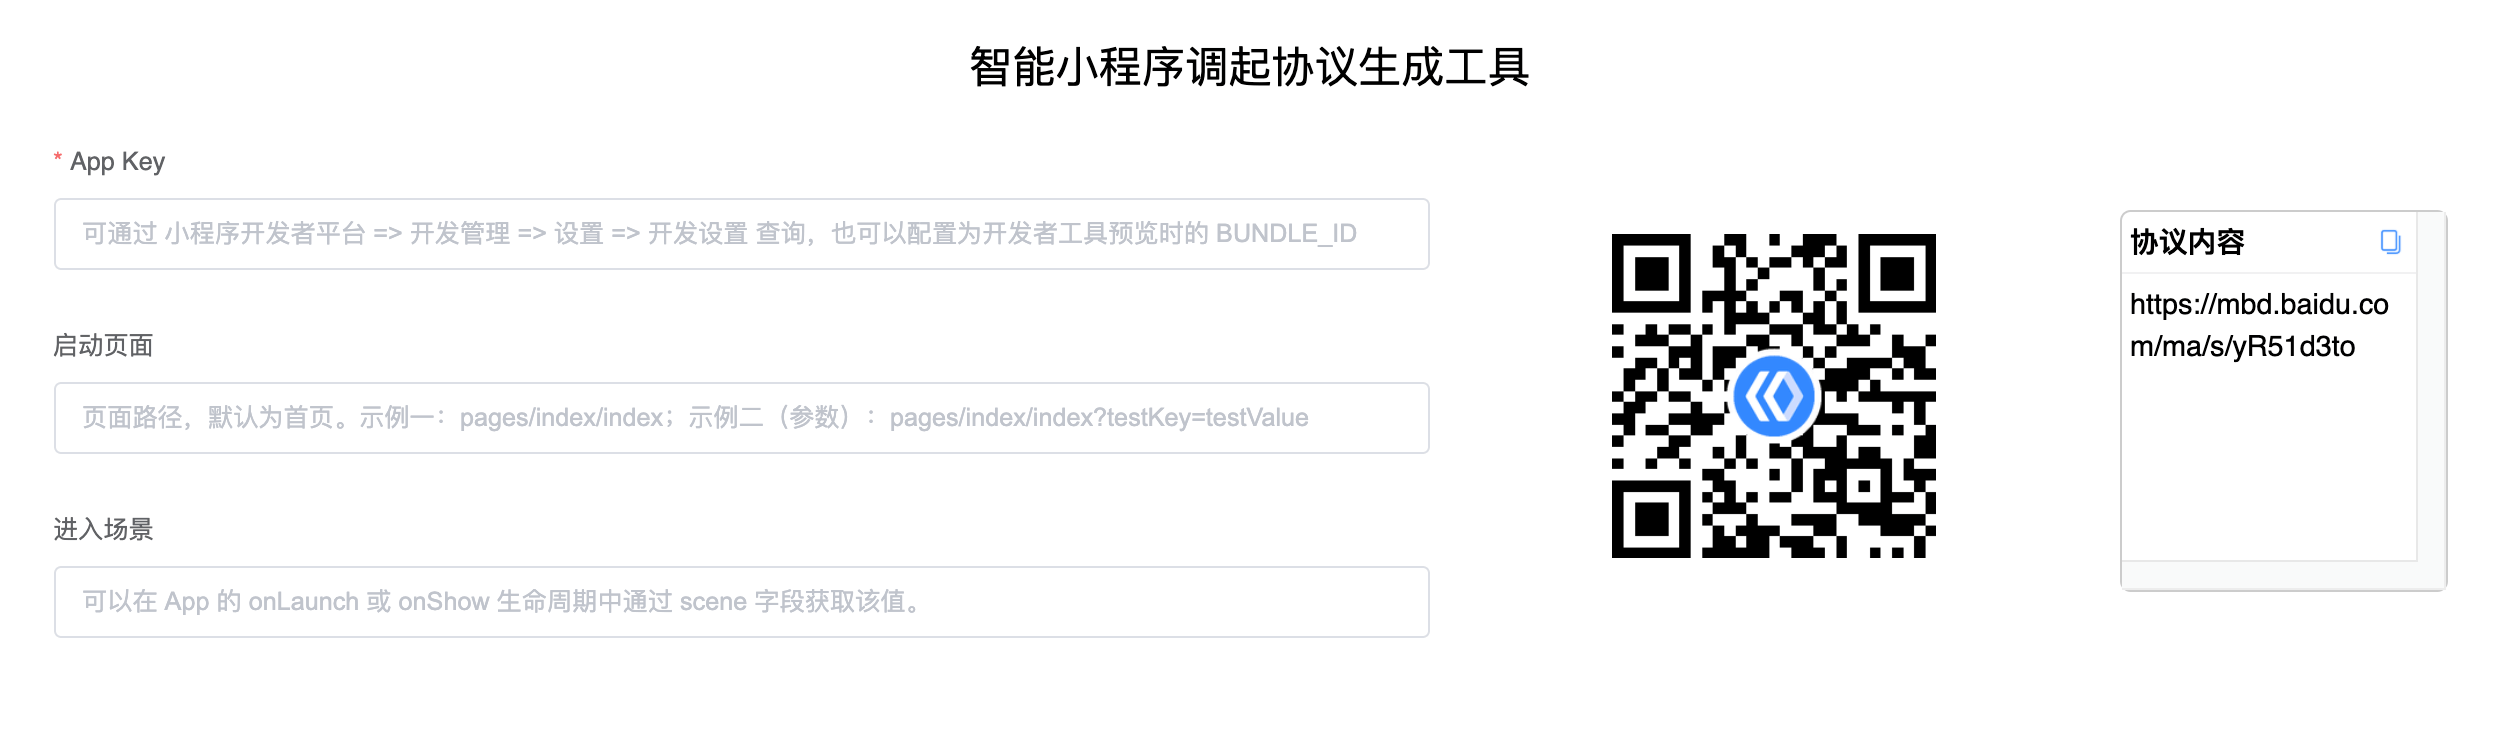 智能小程序调起协议生成工具
* App Key
可通过 小程序开发者平台 => 开发管理 => 设置 => 开发设置 查询，也可以配置为开发者工具预览时的 BUNDLE_ID
启动页面
页面路径，默认为首页。示例一：pages/index/index；示例二（参数）：pages/index/index?testKey=testValue
进入场景
可以在 App 的 onLaunch 或 onShow 生命周期中通过 scene 字段获取该值。
协议内容
https://mbd.baidu.co
m/ma/s/yR51d3to